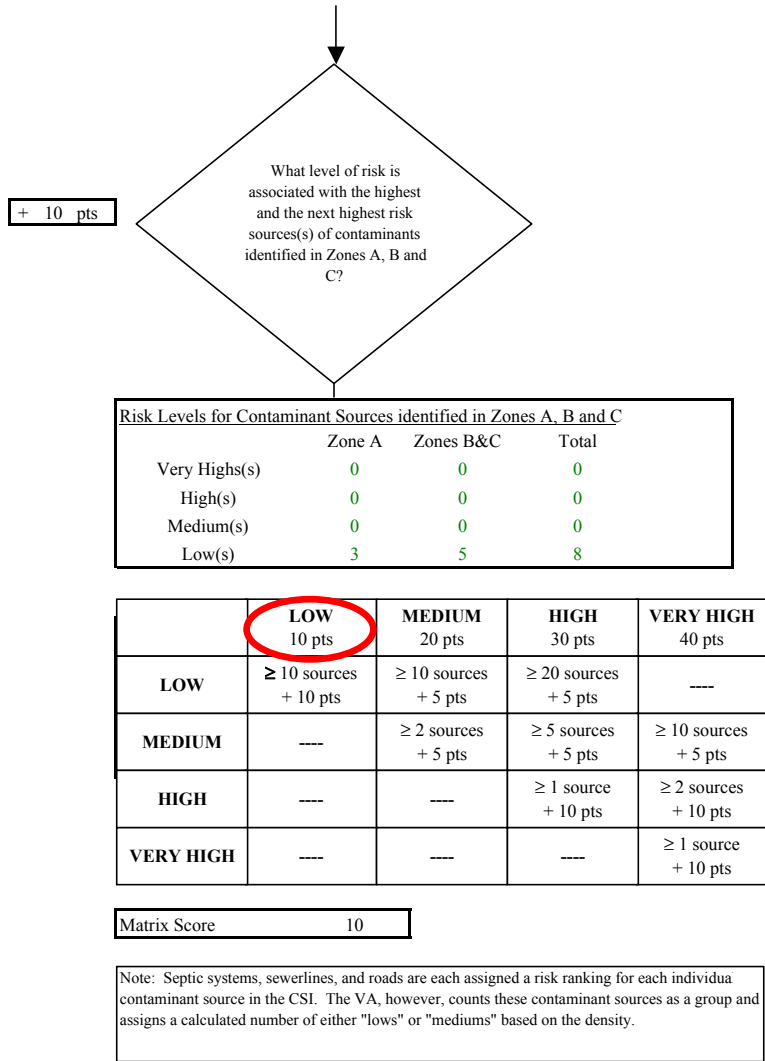 What level of risk is
associated with the highest
and the next highest risk
sources(s) of contaminants
identified in Zones A, B and
C?
+ 10 pts
Risk Levels for Contaminant Sources identified in Zones A, B and C
Zone A Zones B&C Total
Very Highs(s) 0 0 0
High(s) 0 0 0
Medium(s) 0 0 0
Low(s) 3 5 8
LOW MEDIUM HIGH VERY HIGH
10 pts 20 pts 30 pts 40 pts
LOW ≥ 10 sources ≥ 10 sources ≥ 20 sources ----
+ 10 pts + 5 pts + 5 pts
MEDIUM ---- ≥ 2 sources ≥ 5 sources ≥ 10 sources
+ 5 pts + 5 pts + 5 pts
HIGH ---- ---- ≥ 1 source ≥ 2 sources
+ 10 pts + 10 pts
VERY HIGH ---- ---- ---- ≥ 1 source
+ 10 pts
Matrix Score 10
Note: Septic systems, sewerlines, and roads are each assigned a risk ranking for each individua
contaminant source in the CSI. The VA, however, counts these contaminant sources as a group and
assigns a calculated number of either "lows" or "mediums" based on the density.